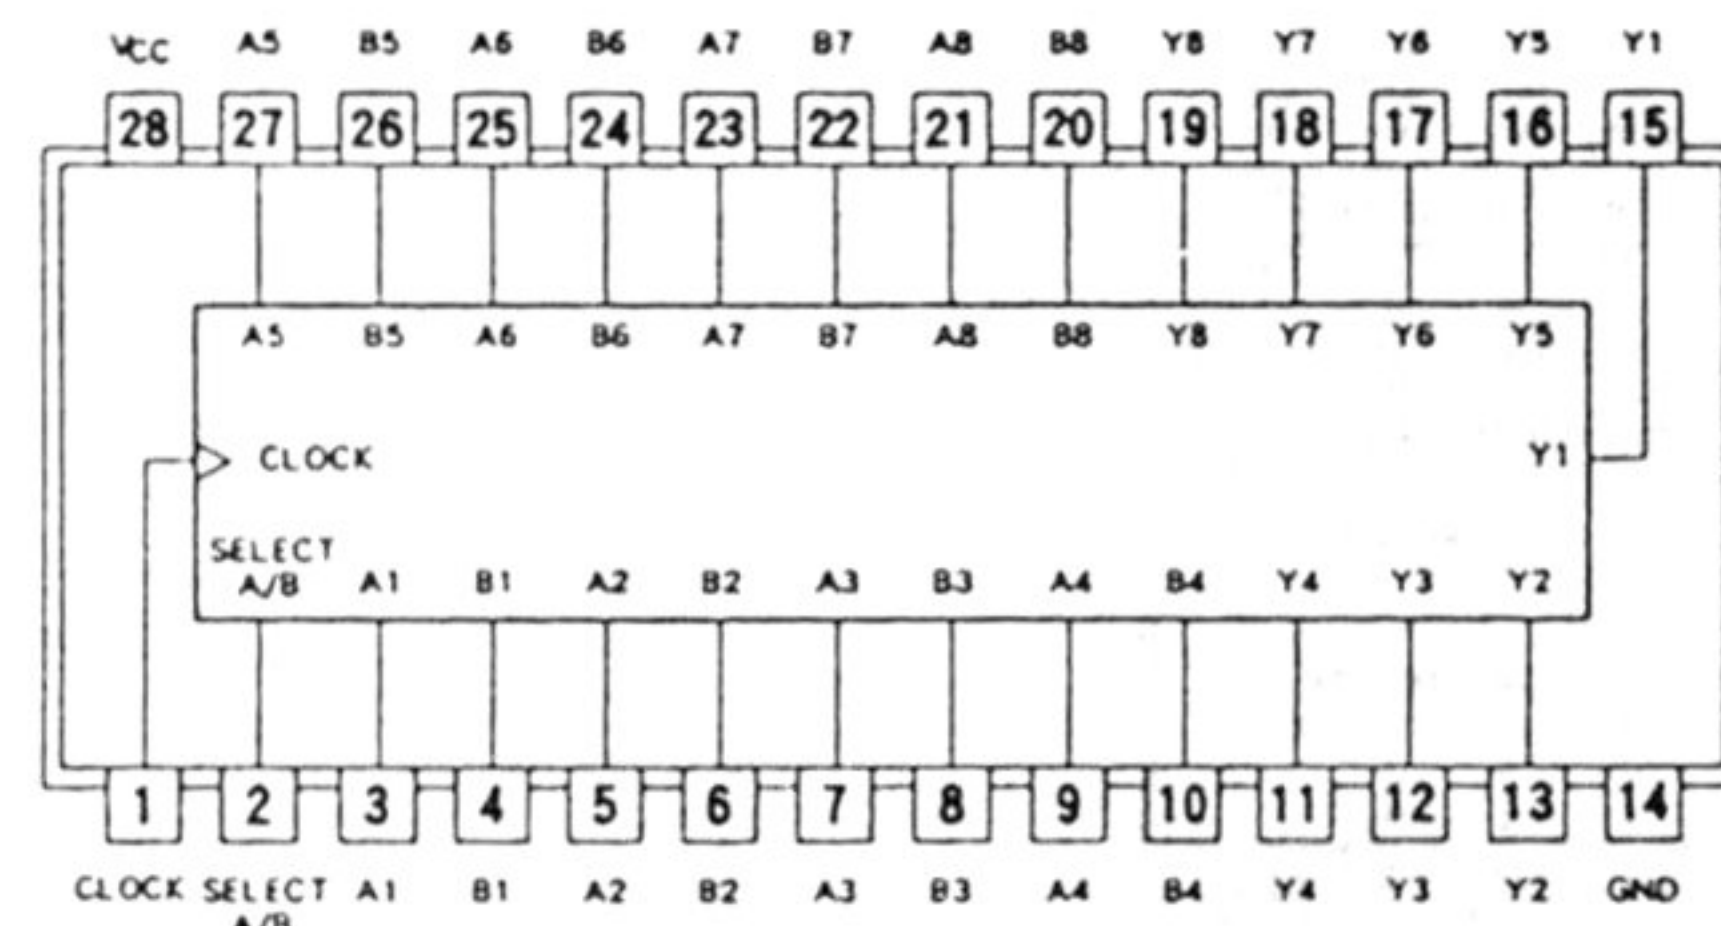 VCC A5 B5 A6 B6 A7 B7 A8 B8 Y8 Y7 Y6 Y5 Y1
28 27 26 25 24 23 22 21 20 19 18 17 16 15
A5 B5 A6 B6 A7 B7 A8 B8 Y8 Y7 Y6 Y5
CLOCK Y1
SELECT
A/B A1 B1 A2 B2 A3 B3 A4 B4 Y4 Y3 Y2
1 2 3 4 5 6 7 8 9 10 11 12 13 14
CLOCK SELECT A1 B1 A2 B2 A3 B3 A4 B4 Y4 Y3 Y2 GND
A/B